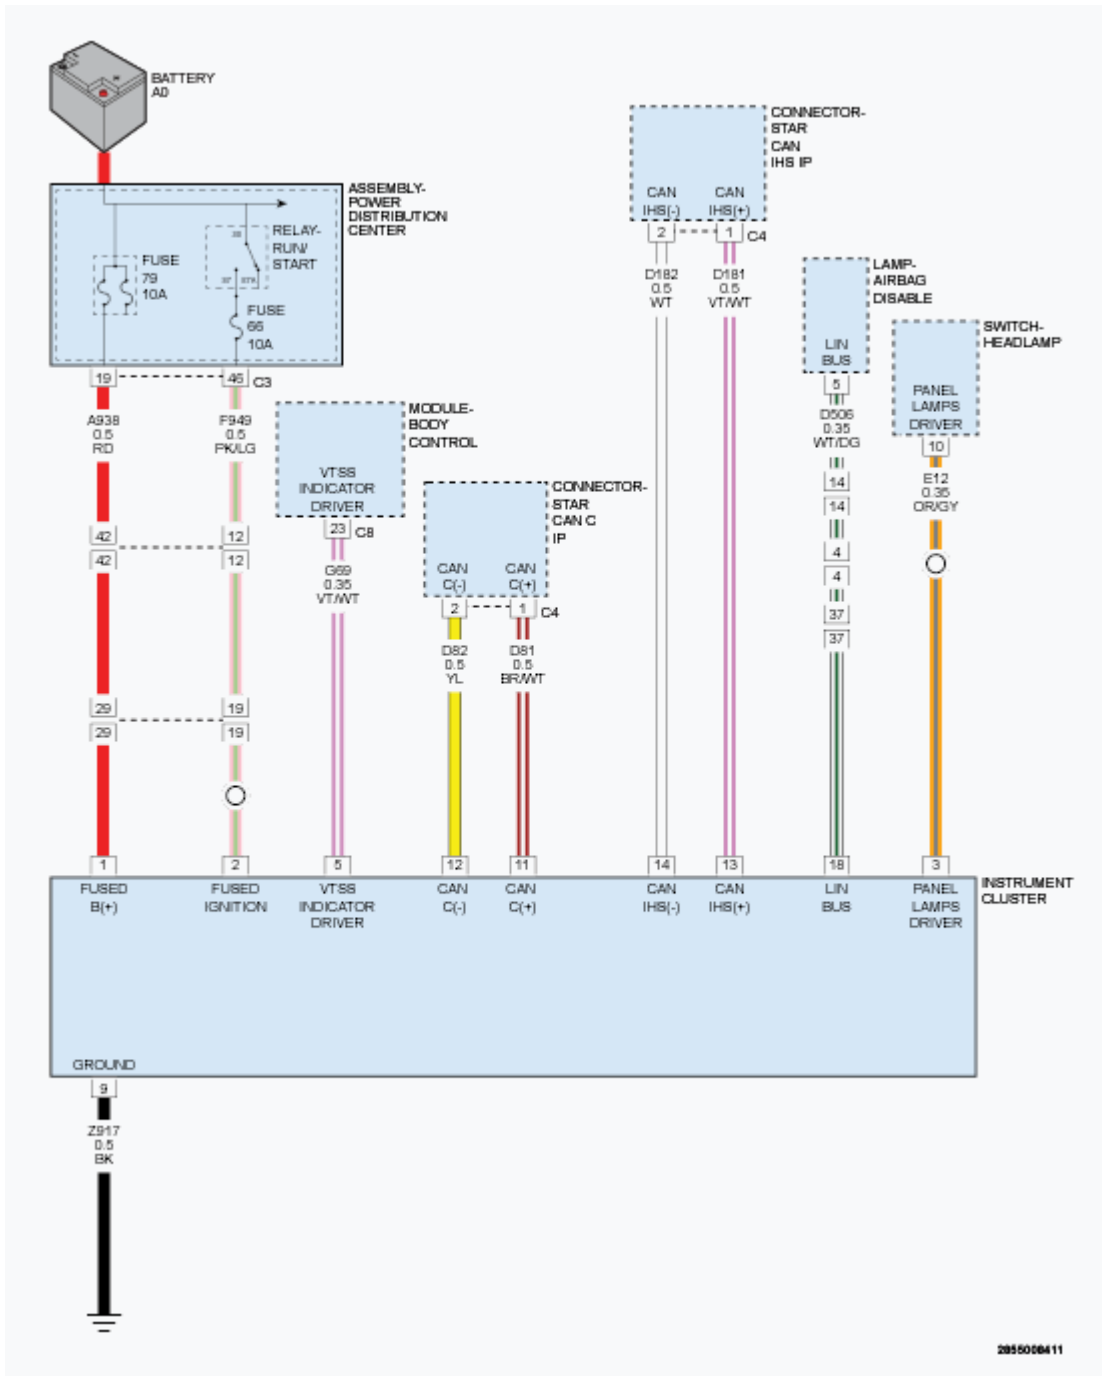 BATTERY
A0
ASSEMBLY-
POWER
DISTRIBUTION
CENTER
RELAY-
RUN/
START
30
87
87A
FUSE
79
10A
FUSE
66
10A
19
46
C3
A938
0.5
RD
F949
0.5
PK/LG
42
12
42
12
29
19
29
19
MODULE-
BODY
CONTROL
VTSS
INDICATOR
DRIVER
23
C8
G69
0.35
VT/WT
CONNECTOR-
STAR
CAN C
IP
CAN
C(-)
CAN
C(+)
2
1
C4
D82
0.5
YL
D81
0.5
BR/WT
CONNECTOR-
STAR
CAN
IHS IP
CAN
IHS(-)
CAN
IHS(+)
2
1
C4
D182
0.5
WT
D181
0.5
VT/WT
LAMP-
AIRBAG
DISABLE
LIN
BUS
5
D506
0.35
WT/DG
14
14
4
4
37
37
SWITCH-
HEADLAMP
PANEL
LAMPS
DRIVER
10
E12
0.35
OR/GY
1
2
5
12
11
14
13
18
3
INSTRUMENT
CLUSTER
FUSED
B(+)
FUSED
IGNITION
VTSS
INDICATOR
DRIVER
CAN
C(-)
CAN
C(+)
CAN
IHS(-)
CAN
IHS(+)
LIN
BUS
PANEL
LAMPS
DRIVER
GROUND
9
Z917
0.5
BK
2855008411